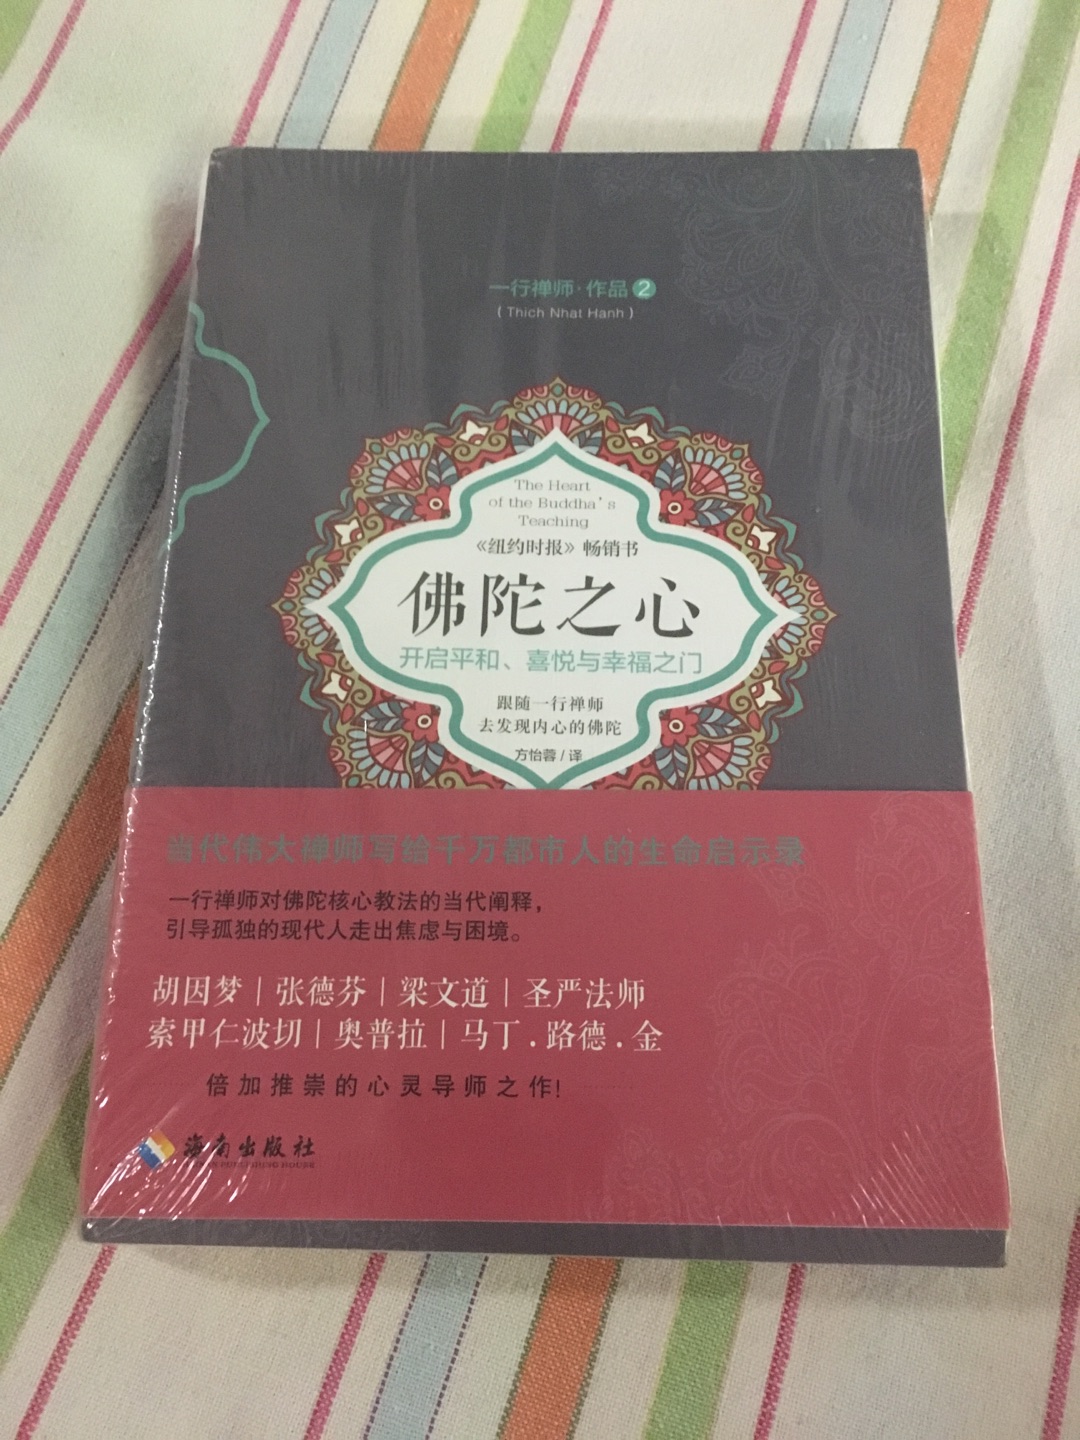 一行禅师·作品2
(Thich Nhat Hanh)
The Heart
of the Buddha's
Teaching
《纽约时报》畅销书
佛陀之心
开启平和、喜悦与幸福之门
跟随一行禅师
去发现内心的佛陀
方怡蓉/译
当代伟大禅师写给千万都市人的生命启示录
一行禅师对佛陀核心教法的当代阐释，
引导孤独的现代人走出焦虑与困境。
胡因梦|张德芬|梁文道|圣严法师
索甲仁波切|奥普拉|马丁.路德.金
倍加推崇的心灵导师之作!
海南出版社
PUBLISHING HOUSE